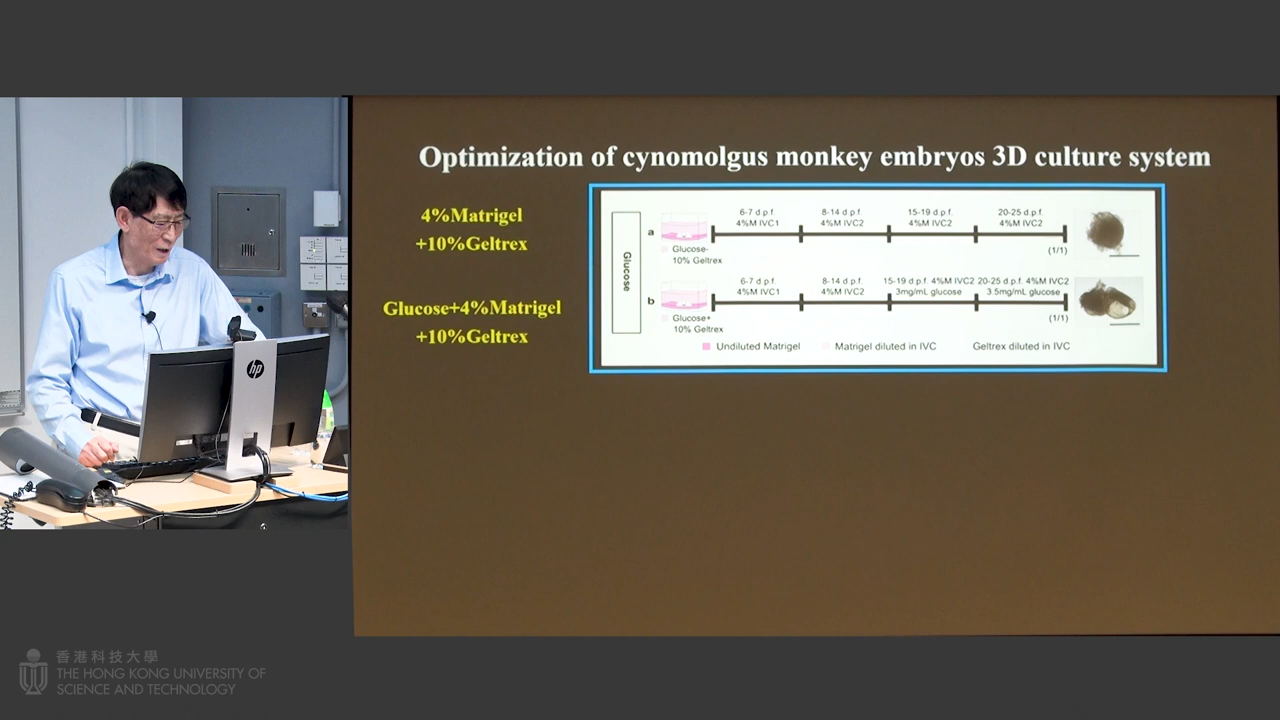 Optimization of cynomolgus monkey embryos 3D culture system
4%Matrigel
+10%Geltrex
Glucose+4%Matrigel
+10%Geltrex
Glucose
a
Glucose-
10% Geltrex
6-7 d.p.f.
4%M IVC1
8-14 d.p.f.
4%M IVC2
15-19 d.p.f.
4%M IVC2
20-25 d.p.f.
4%M IVC2
(1/1)
b
Glucose+
10% Geltrex
6-7 d.p.f.
4%M IVC1
8-14 d.p.f.
4%M IVC2
15-19 d.p.f. 4%M IVC2
3mg/mL glucose
20-25 d.p.f. 4%M IVC2
3.5mg/mL glucose
(1/1)
Undiluted Matrigel
Matrigel diluted in IVC
Geltrex diluted in IVC
hp
香港科技大學
THE HONG KONG UNIVERSITY OF
SCIENCE AND TECHNOLOGY